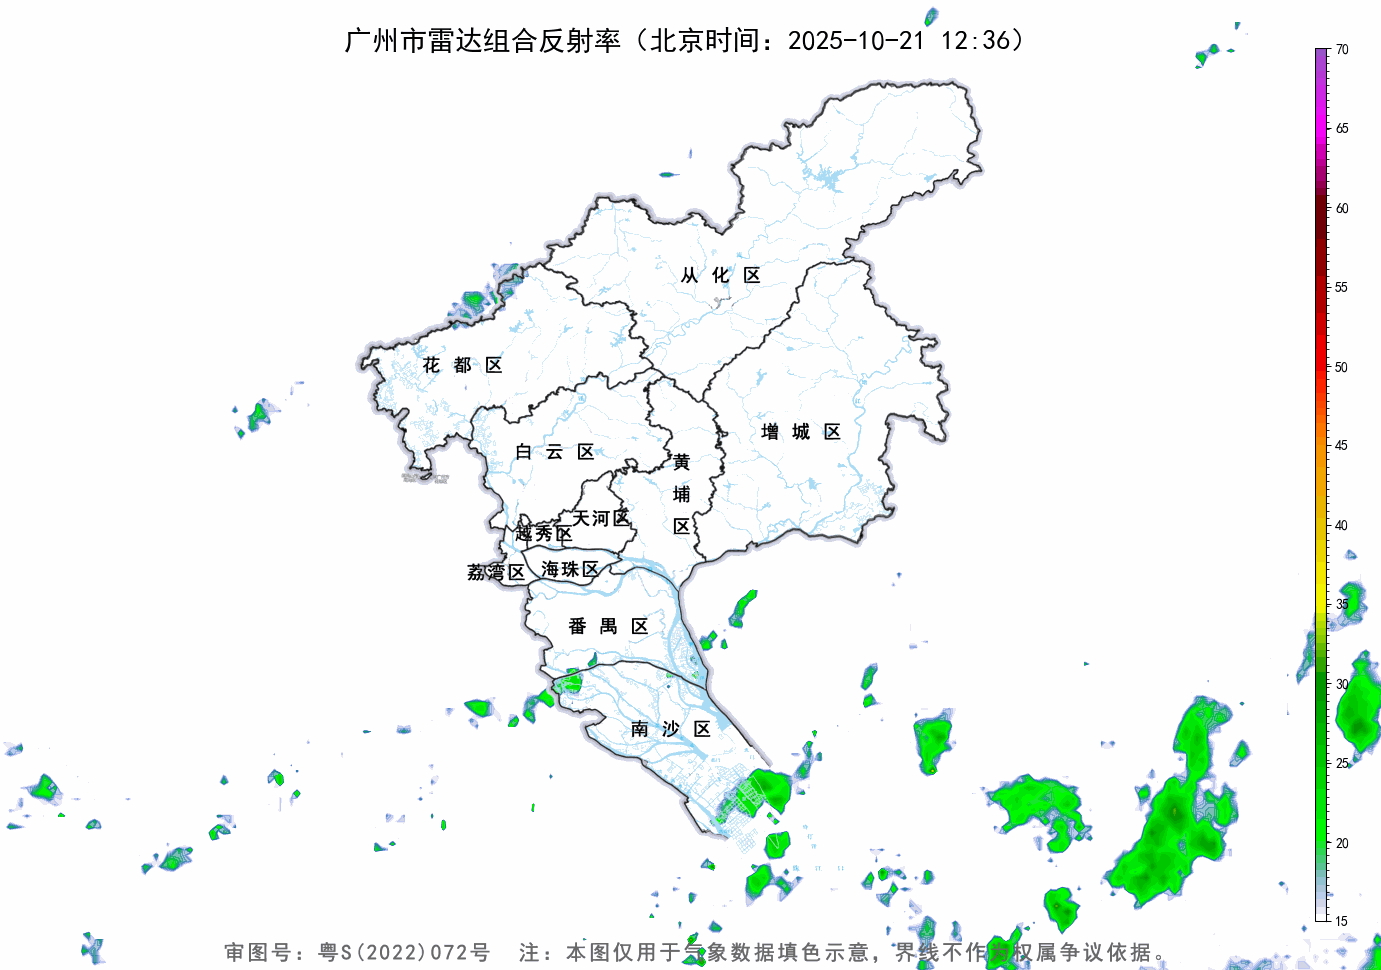 广州市雷达组合反射率（北京时间：2025-10-21 12:36）
70
65
60
55
50
45
40
35
30
25
20
15
从化区
花都区
增城区
白云区
黄埔区
天河区
越秀区
荔湾区
海珠区
番禺区
南沙区
审图号：粤S(2022)072号 注：本图仅用于气象数据填色示意，界线不作为权属争议依据。